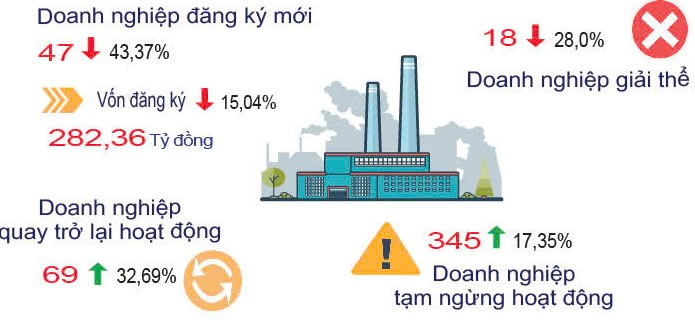 Doanh nghiệp đăng ký mới
47 43,37%
Vốn đăng ký 15,04%
282,36 Tỷ đồng
18 28,0%
Doanh nghiệp giải thể
Doanh nghiệp
quay trở lại hoạt động
69 32,69%
345 17,35%
Doanh nghiệp
tạm ngừng hoạt động